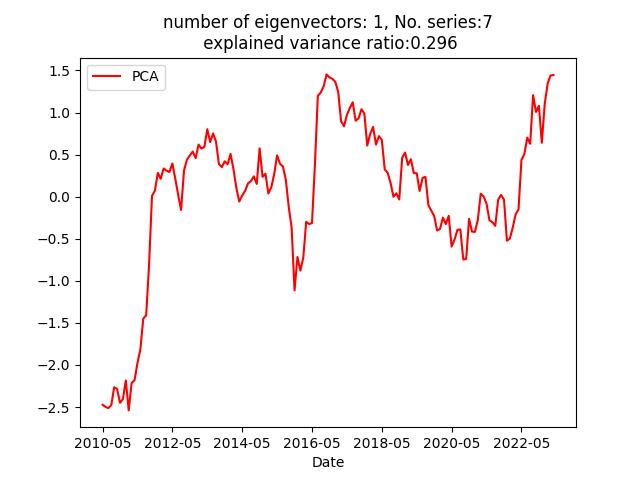 number of eigenvectors: 1, No. series:7
explained variance ratio:0.296
PCA
1.5
1.0
0.5
0.0
−0.5
−1.0
−1.5
−2.0
−2.5
2010-05 2012-05 2014-05 2016-05 2018-05 2020-05 2022-05
Date